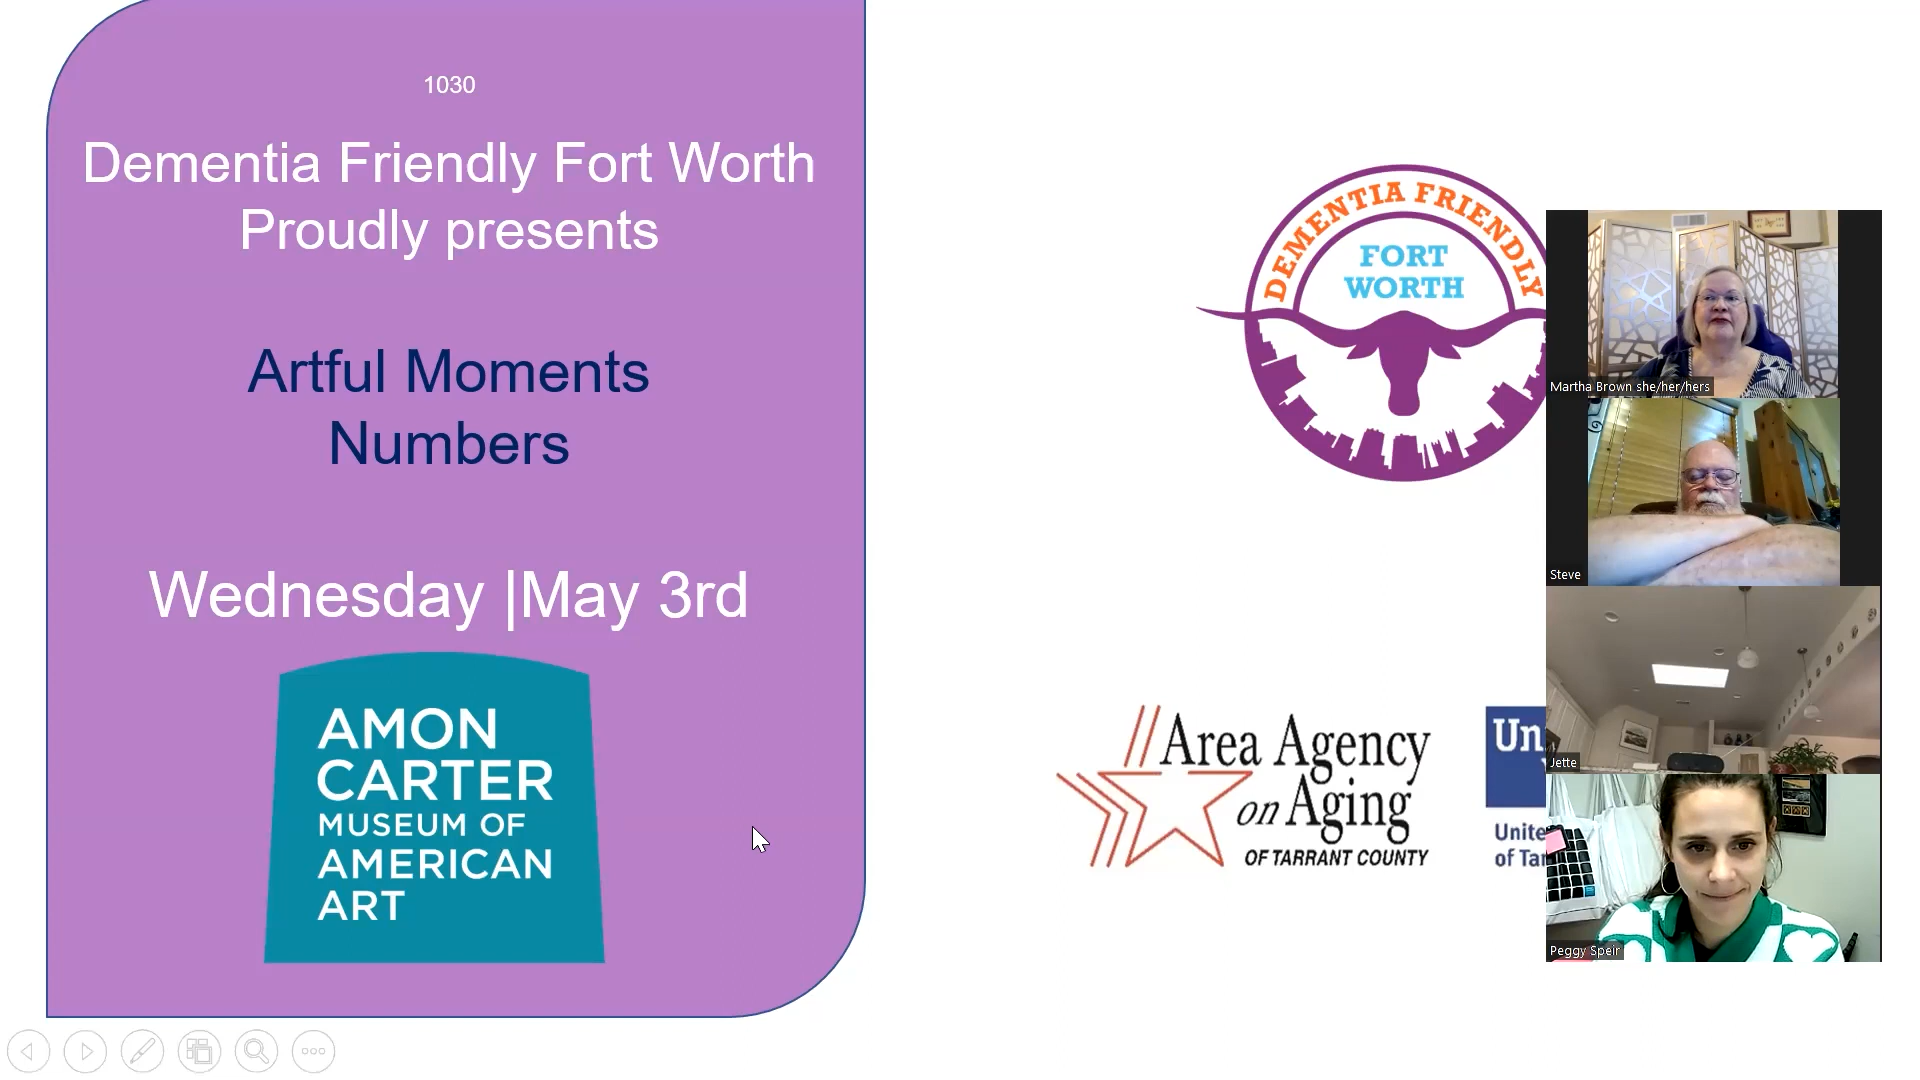 1030
Dementia Friendly Fort Worth
Proudly presents
Artful Moments
Numbers
Wednesday |May 3rd
AMON
CARTER
MUSEUM OF
AMERICAN
ART
DEMENTIA FRIENDLY
FORT
WORTH
Area Agency
on Aging
OF TARRANT COUNTY
Un
Unite
of Tar
Martha Brown she/her/hers
Steve
Jette
Peggy Speir